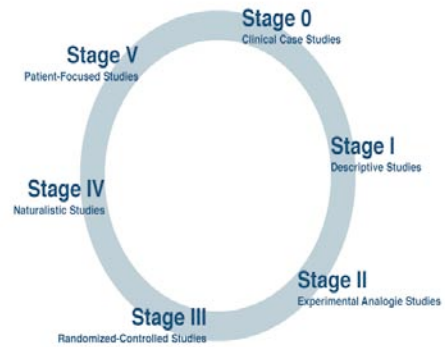 Stage 0
Clinical Case Studies
Stage I
Descriptive Studies
Stage II
Experimental Analogie Studies
Stage III
Randomized-Controlled Studies
Stage IV
Naturalistic Studies
Stage V
Patient-Focused Studies